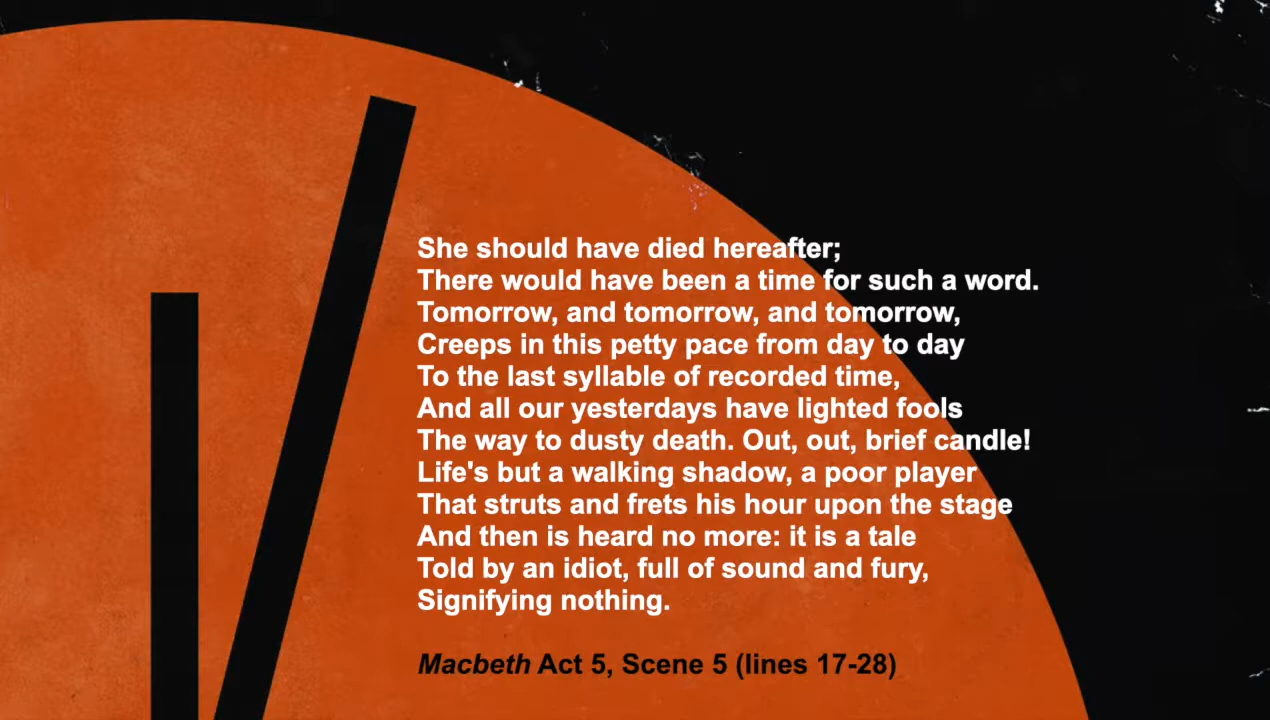 She should have died hereafter;
There would have been a time for such a word.
Tomorrow, and tomorrow, and tomorrow,
Creeps in this petty pace from day to day
To the last syllable of recorded time,
And all our yesterdays have lighted fools
The way to dusty death. Out, out, brief candle!
Life's but a walking shadow, a poor player
That struts and frets his hour upon the stage
And then is heard no more: it is a tale
Told by an idiot, full of sound and fury,
Signifying nothing.
Macbeth Act 5, Scene 5 (lines 17-28)